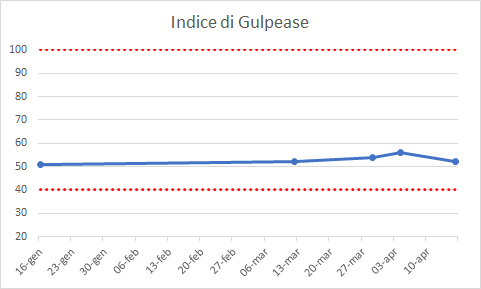 Indice di Gulpease
100
90
80
70
60
50
40
30
20
16-gen
23-gen
30-gen
06-feb
13-feb
20-feb
27-feb
06-mar
13-mar
20-mar
27-mar
03-apr
10-apr